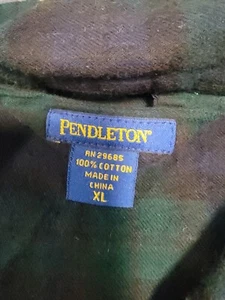 PENDLETON®
RN 29685
100% COTTON
MADE IN
CHINA
XL